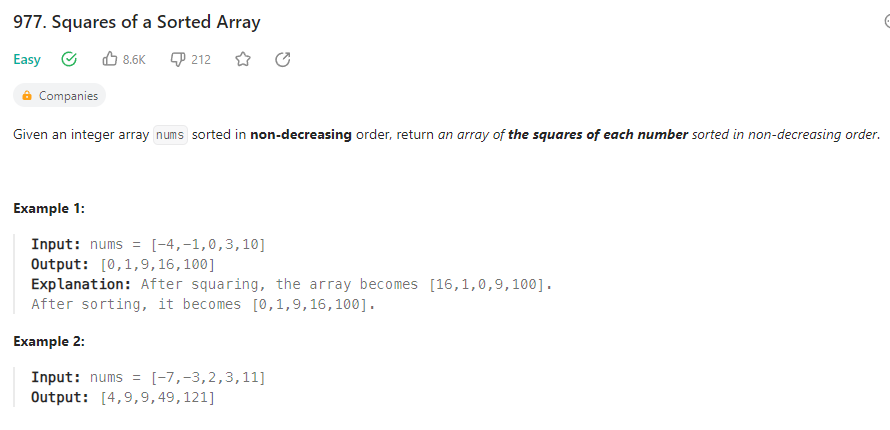 977. Squares of a Sorted Array
Easy 8.6K 212
Companies
Given an integer array nums sorted in non-decreasing order, return an array of the squares of each number sorted in non-decreasing order.
Example 1:
Input: nums = [-4,-1,0,3,10]
Output: [0,1,9,16,100]
Explanation: After squaring, the array becomes [16,1,0,9,100].
After sorting, it becomes [0,1,9,16,100].
Example 2:
Input: nums = [-7,-3,2,3,11]
Output: [4,9,9,49,121]